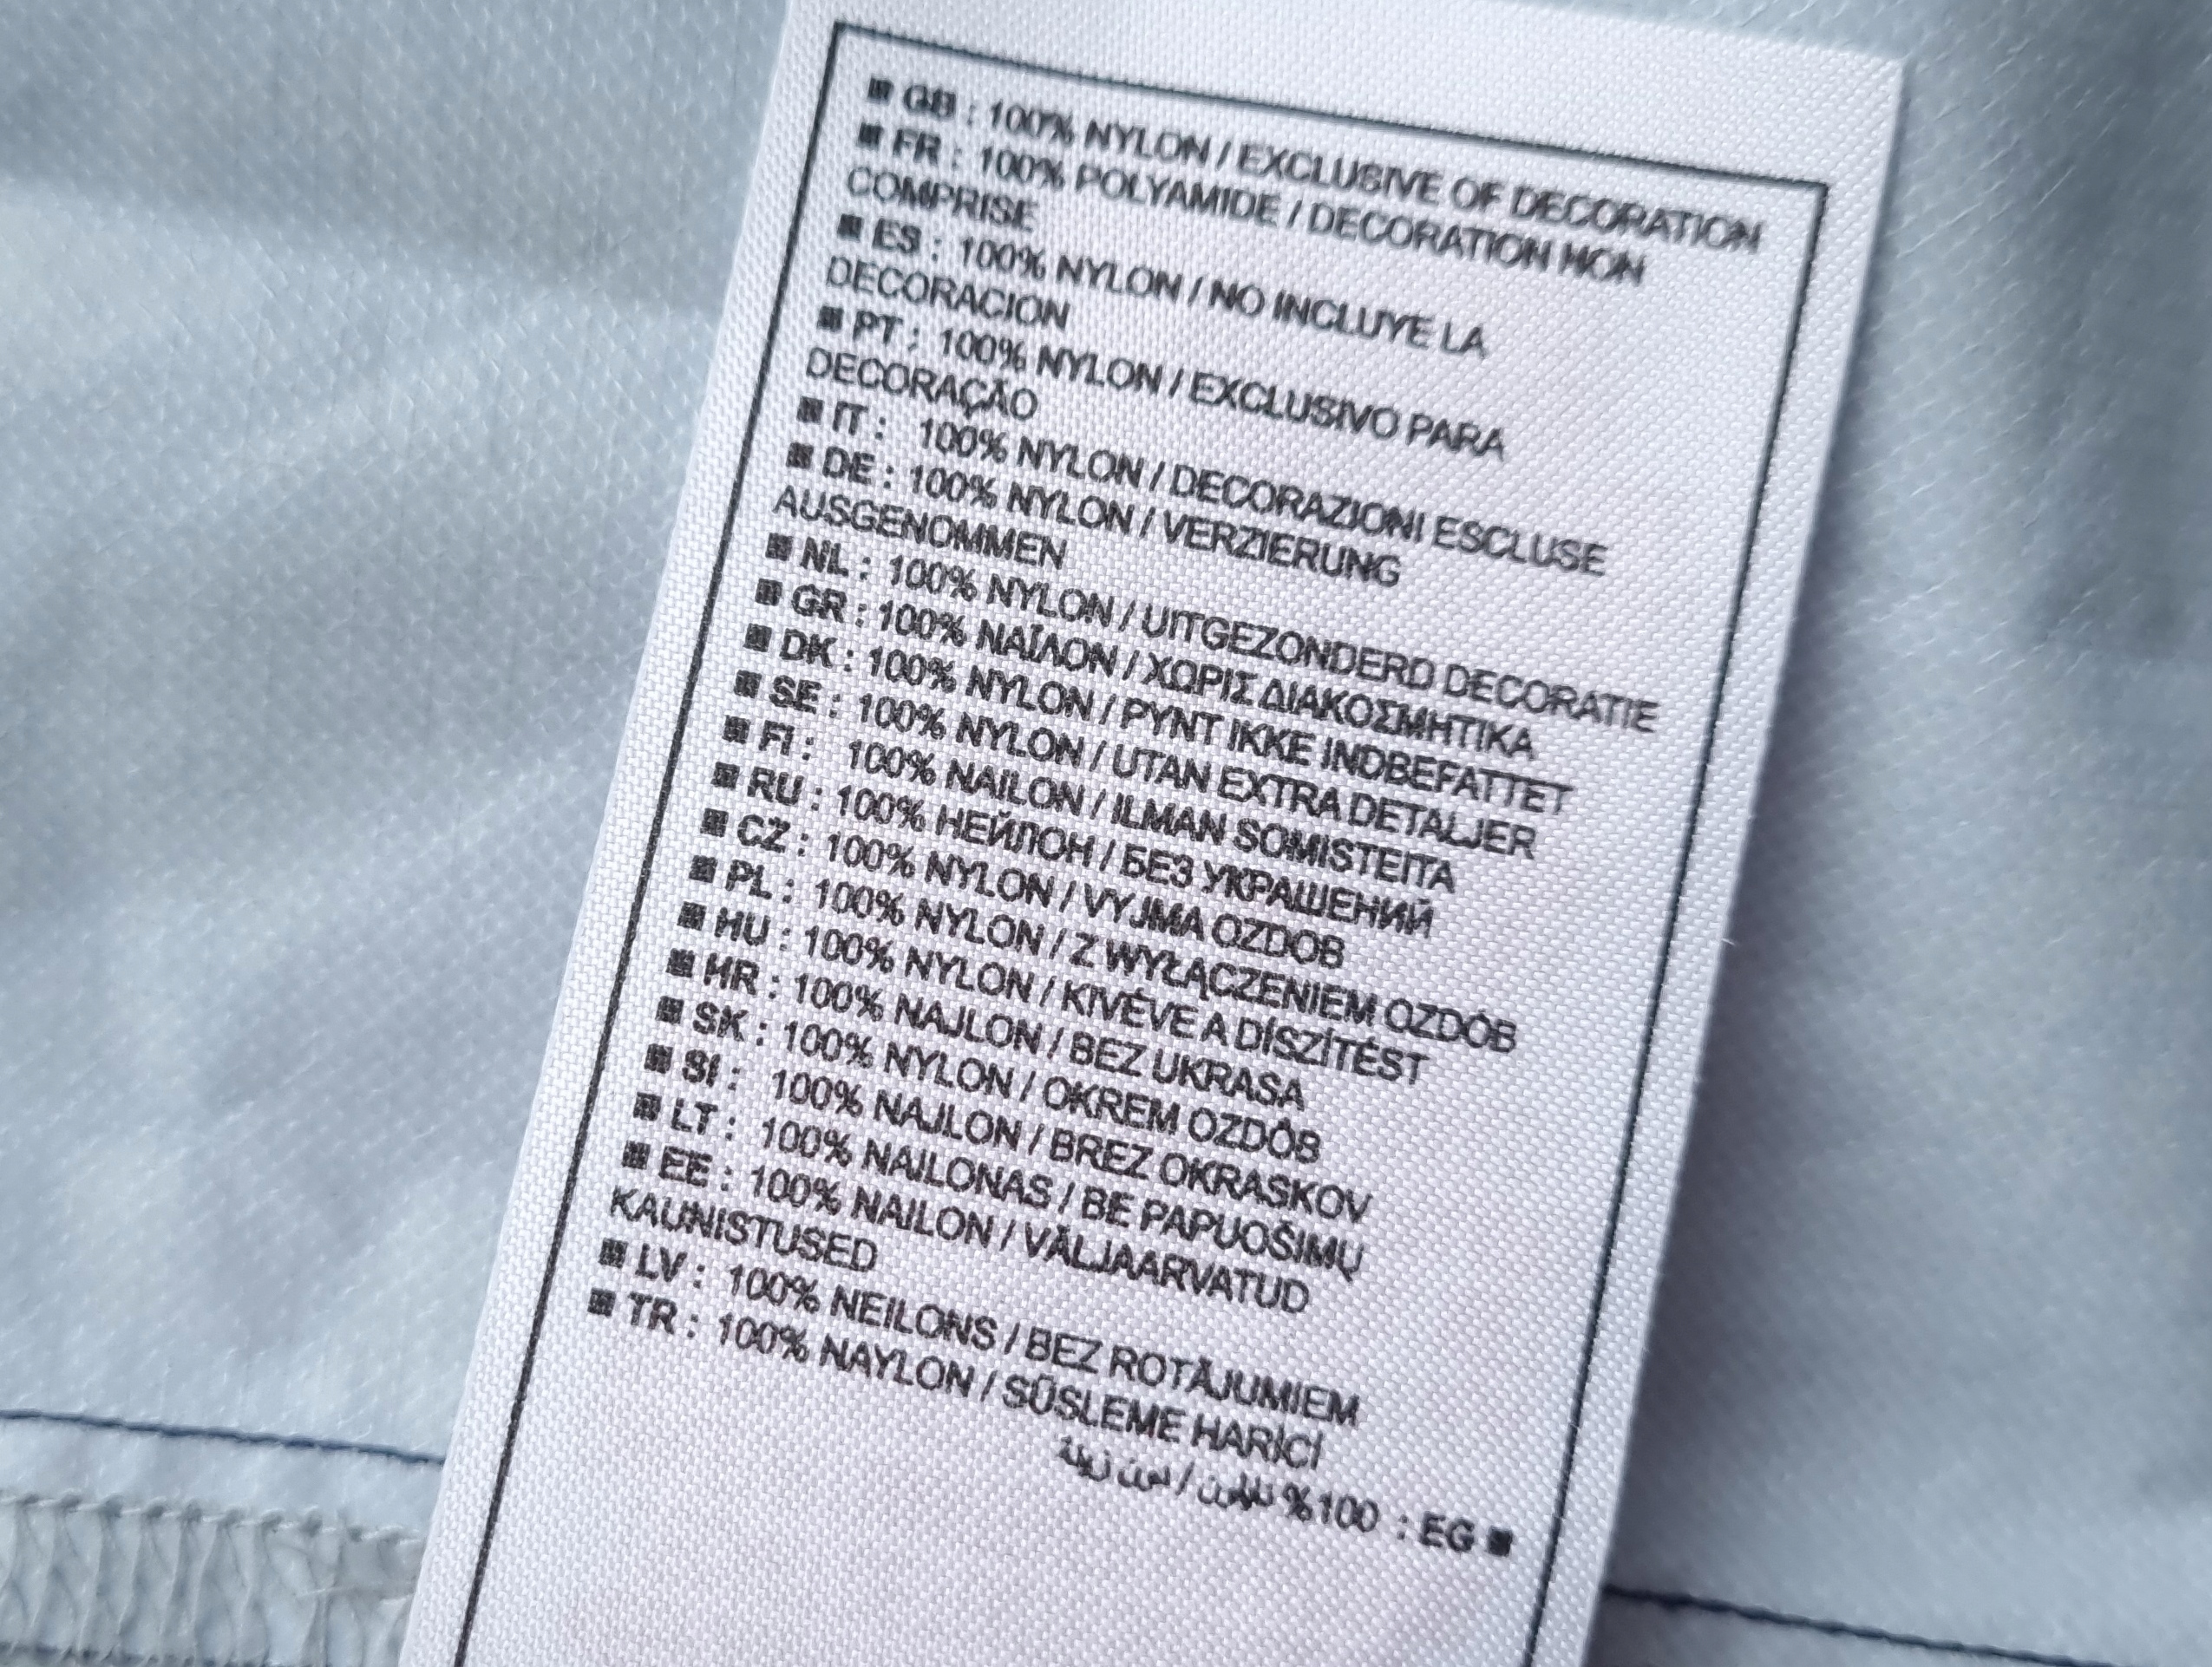 ■ GB : 100% NYLON / EXCLUSIVE OF DECORATION
■ FR : 100% POLYAMIDE / DECORATION NON
COMPRISE
■ ES : 100% NYLON / NO INCLUYE LA
DECORACION
■ PT : 100% NYLON / EXCLUSIVO PARA
DECORAÇÃO
■ IT : 100% NYLON / DECORAZIONI ESCLUSE
■ DE : 100% NYLON / VERZIERUNG
AUSGENOMMEN
■ NL : 100% NYLON / UITGEZONDERD DECORATIE
■ GR : 100% ΝΑΪΛΟΝ / ΧΩΡΙΣ ΔΙΑΚΟΣΜΗΤΙΚΑ
■ DK : 100% NYLON / PYNT IKKE INDBEFATTET
■ SE : 100% NYLON / UTAN EXTRA DETALJER
■ FI : 100% NAILON / ILMAN SOMISTEITA
■ RU : 100% НЕЙЛОН / БЕЗ УКРАШЕНИЙ
■ CZ : 100% NYLON / VYJMA OZDOB
■ PL : 100% NYLON / Z WYŁĄCZENIEM OZDÓB
■ HU : 100% NYLON / KIVÉVE A DÍSZÍTÉST
■ HR : 100% NAJLON / BEZ UKRASA
■ SK : 100% NYLON / OKREM OZDÔB
■ SI : 100% NAJLON / BREZ OKRASKOV
■ LT : 100% NAILONAS / BE PAPUOŠIMŲ
■ EE : 100% NAILON / VÄLJAARVATUD
KAUNISTUSED
■ LV : 100% NEILONS / BEZ ROTĀJUMIEM
■ TR : 100% NAYLON / SÜSLEME HARİCİ
■ EG : 100% نايلون / بدون زينة